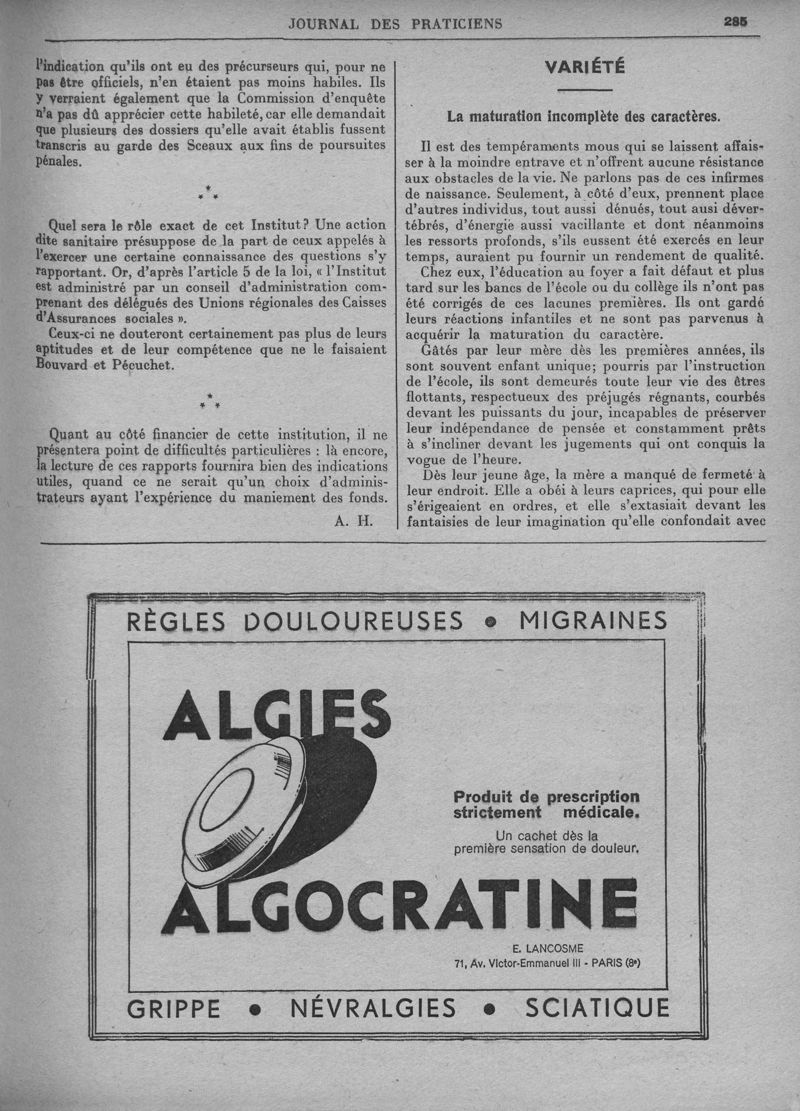 JOURNAL DES PRATICIENS
285
l'indication qu'ils ont eu des précurseurs qui, pour ne
pas être officiels, n'en étaient pas moins habiles. Ils
y verraient également que la Commission d'enquête
n'a pas dû apprécier cette habileté, car elle demandait
que plusieurs des dossiers qu'elle avait établis fussent
transcris au garde des Sceaux aux fins de poursuites
pénales.
*
* *
Quel sera le rôle exact de cet Institut? Une action
dite sanitaire présuppose de la part de ceux appelés à
l'exercer une certaine connaissance des questions s'y
rapportant. Or, d'après l'article 5 de la loi, « l'Institut
est administré par un conseil d'administration com-
prenant des délégués des Unions régionales des Caisses
d'Assurances sociales ».
Ceux-ci ne douteront certainement pas plus de leurs
aptitudes et de leur compétence que ne le faisaient
Bouvard et Péçuchet.
*
* *
Quant au côté financier de cette institution, il ne
présentera point de difficultés particulières : là encore,
la lecture de ces rapports fournira bien des indications
utiles, quand ce ne serait qu'un choix d'adminis-
trateurs ayant l'expérience du maniement des fonds.
A. H.
VARIÉTÉ
La maturation incomplète des caractères.
Il est des tempéraments mous qui se laissent affais-
ser à la moindre entrave et n'offrent aucune résistance
aux obstacles de la vie. Ne parlons pas de ces infirmes
de naissance. Seulement, à côté d'eux, prennent place
d'autres individus, tout aussi dénués, tout ausi déver-
tébrés, d'énergie aussi vacillante et dont néanmoins
les ressorts profonds, s'ils eussent été exercés en leur
temps, auraient pu fournir un rendement de qualité.
Chez eux, l'éducation au foyer a fait défaut et plus
tard sur les bancs de l'école ou du collège ils n'ont pas
été corrigés de ces lacunes premières. Ils ont gardé
leurs réactions infantiles et ne sont pas parvenus à
acquérir la maturation du caractère.
Gâtés par leur mère dès les premières années, ils
sont souvent enfant unique; pourris par l'instruction
de l'école, ils sont demeurés toute leur vie des êtres
flottants, respectueux des préjugés régnants, courbés
devant les puissants du jour, incapables de préserver
leur indépendance de pensée et constamment prêts
à s'incliner devant les jugements qui ont conquis la
vogue de l'heure.
Dès leur jeune âge, la mère a manqué de fermeté à
leur endroit. Elle a obéi à leurs caprices, qui pour elle
s'érigeaient en ordres, et elle s'extasiait devant les
fantaisies de leur imagination qu'elle confondait avec
RÈGLES DOULOUREUSES • MIGRAINES
ALGIES
Produit de prescription
strictement médicale.
Un cachet dès la
première sensation de douleur.
ALGOCRATINE
E. LANCOSME
71, Av. Victor-Emmanuel III - PARIS (8e)
GRIPPE • NÉVRALGIES • SCIATIQUE